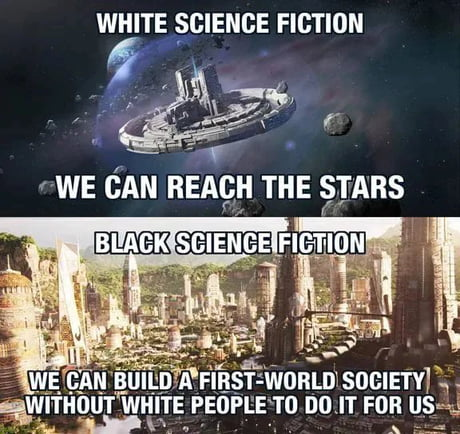 WHITE SCIENCE FICTION
WE CAN REACH THE STARS
BLACK SCIENCE FICTION
WE CAN BUILD A FIRST-WORLD SOCIETY
WITHOUT WHITE PEOPLE TO DO IT FOR US